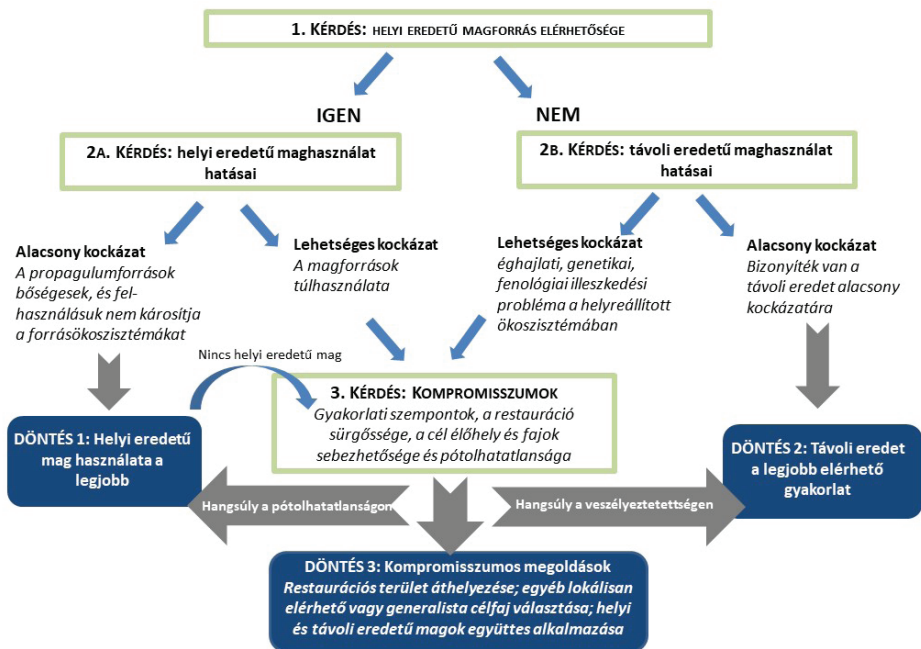 1. KÉRDÉS: HELYI EREDETŰ MAGFORRÁS ELÉRHETŐSÉGE
IGEN
NEM
2A. KÉRDÉS: helyi eredetű maghasználat
hatásai
2B. KÉRDÉS: távoli eredetű maghasználat
hatásai
Alacsony kockázat
A propagulumforrások
bőségesek, és fel-
használásuk nem károsítja
a forrásökoszisztémákat
Lehetséges kockázat
A magforrások
túlhasználata
Lehetséges kockázat
éghajlati, genetikai,
fenológiai illeszkedési
probléma a helyreállított
ökoszisztémában
Alacsony kockázat
Bizonyíték van a
távoli eredet alacsony
kockázatára
Nincs helyi eredetű mag
3. KÉRDÉS: KOMPROMISSZUMOK
Gyakorlati szempontok, a restauráció
sürgőssége, a cél élőhely és fajok
sebezhetősége és pótolhatatlansága
DÖNTÉS 1: Helyi eredetű
mag használata a
legjobb
DÖNTÉS 2: Távoli eredet
a legjobb elérhető
gyakorlat
Hangsúly a pótolhatatlanságon
Hangsúly a veszélyeztetettségen
DÖNTÉS 3: Kompromisszumos megoldások
Restaurációs terület áthelyezése; egyéb lokálisan
elérhető vagy generalista célfaj választása; helyi
és távoli eredetű magok együttes alkalmazása